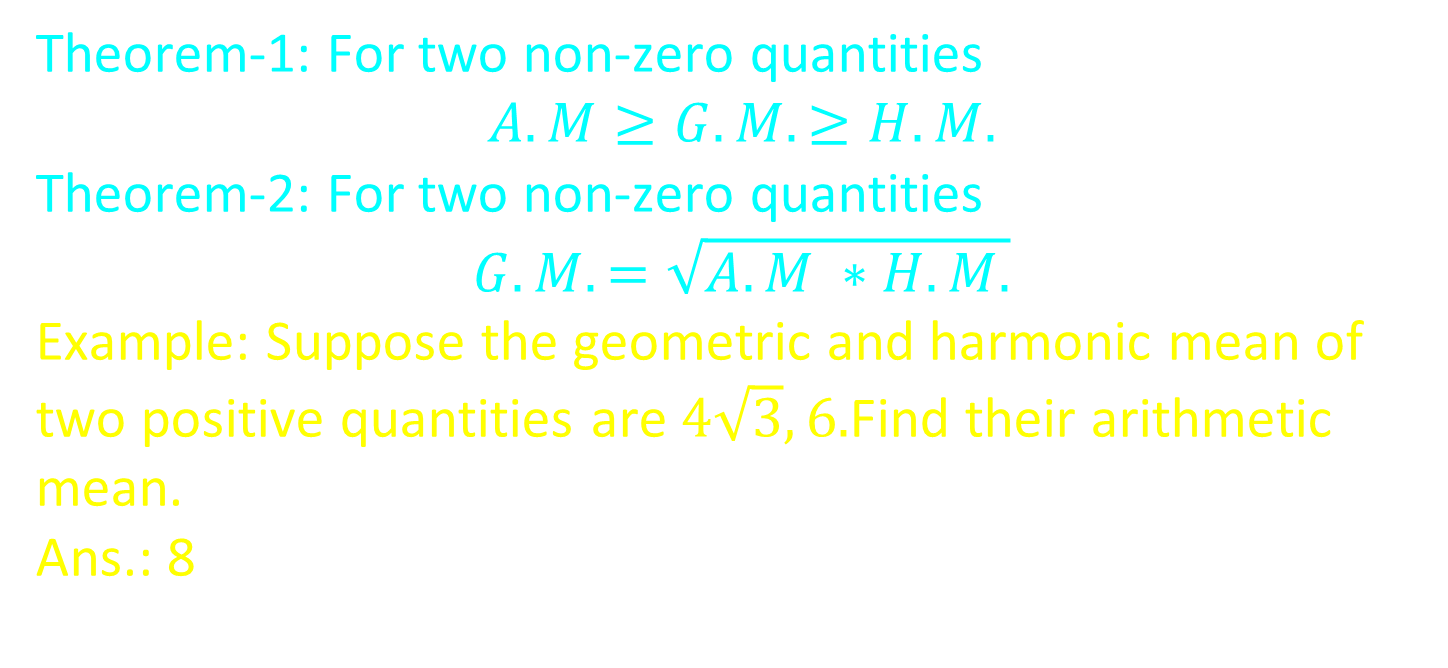 Theorem-1: For two non-zero quantities
A. M ≥ G. M. ≥ H. M.
Theorem-2: For two non-zero quantities
G. M. = √A. M * H. M.
Example: Suppose the geometric and harmonic mean of
two positive quantities are 4√3, 6.Find their arithmetic
mean.
Ans.: 8